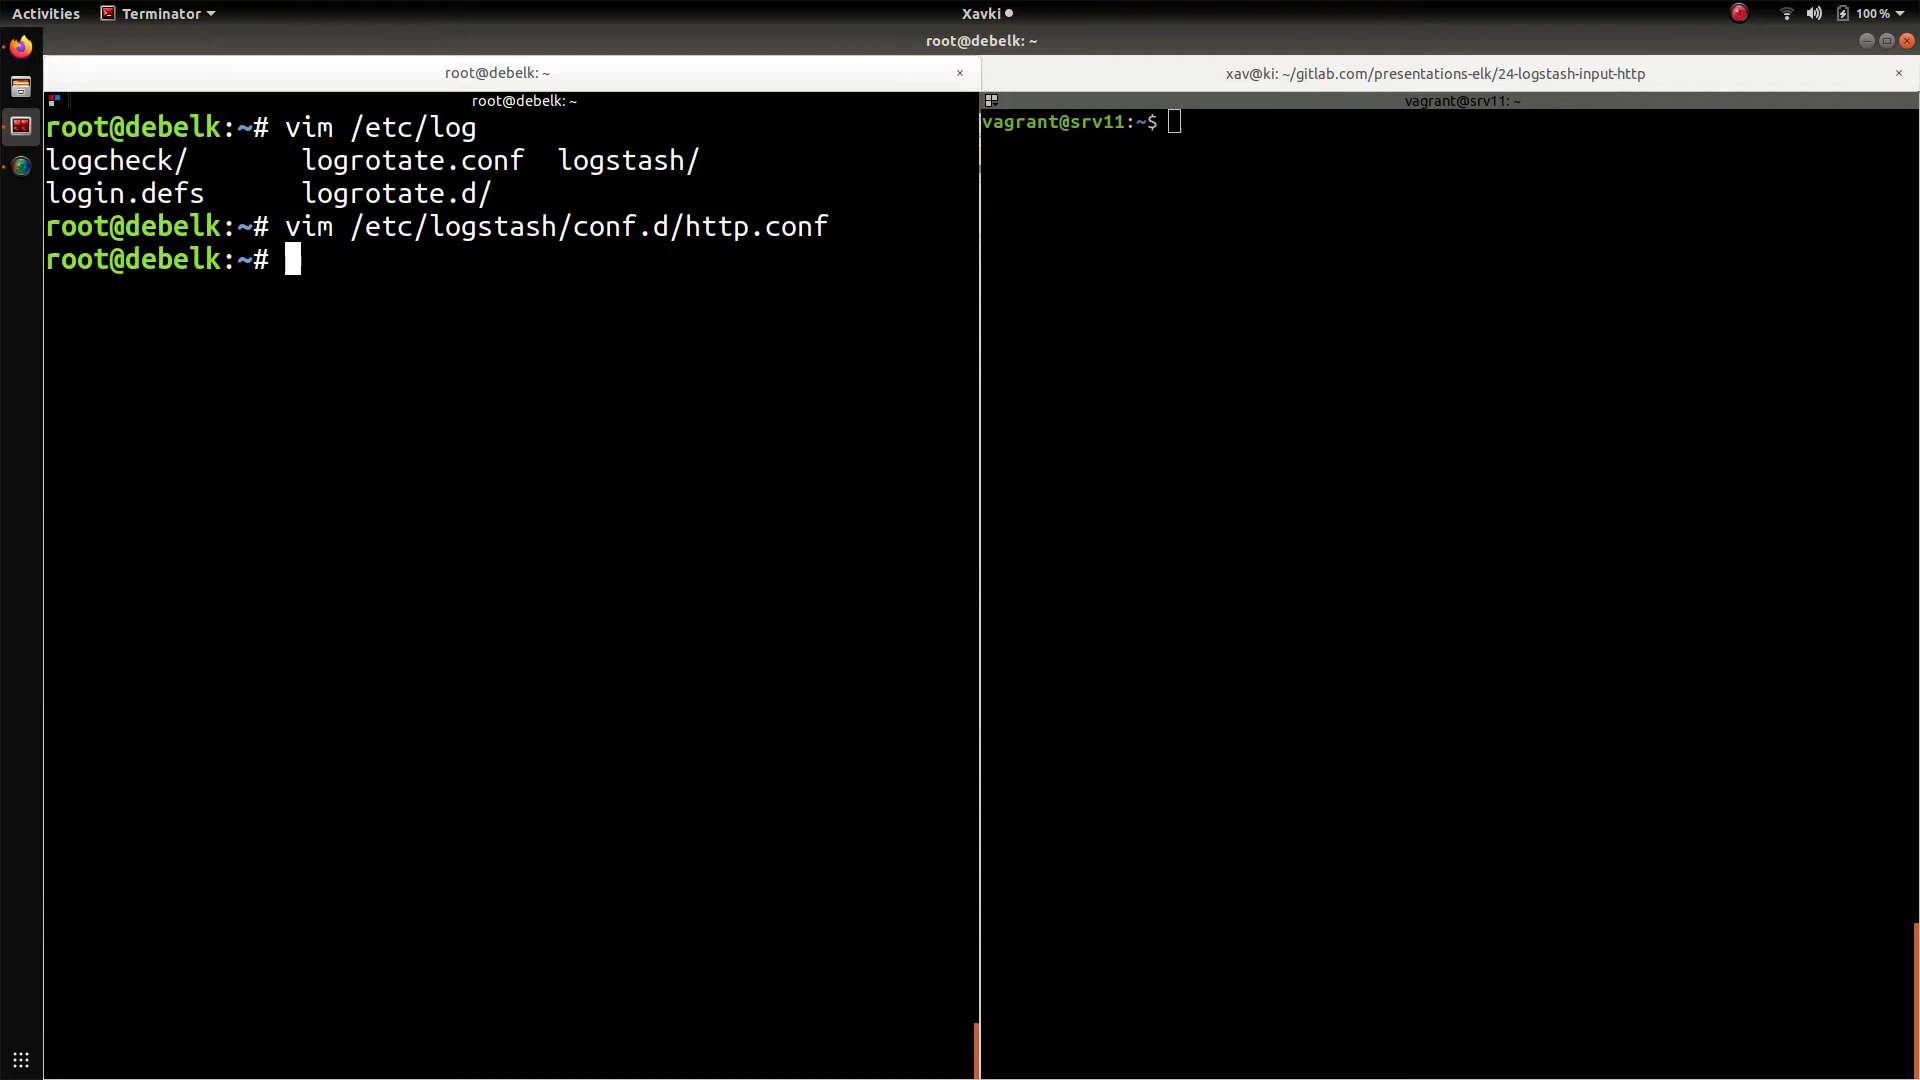 Activities Terminator Xavki 100 %
root@debelk: ~
root@debelk: ~ × xav@ki: ~/gitlab.com/presentations-elk/24-logstash-input-http ×
root@debelk: ~ vagrant@srv11: ~
root@debelk:~# vim /etc/log
logcheck/ logrotate.conf logstash/
login.defs logrotate.d/
root@debelk:~# vim /etc/logstash/conf.d/http.conf
root@debelk:~#
vagrant@srv11:~$